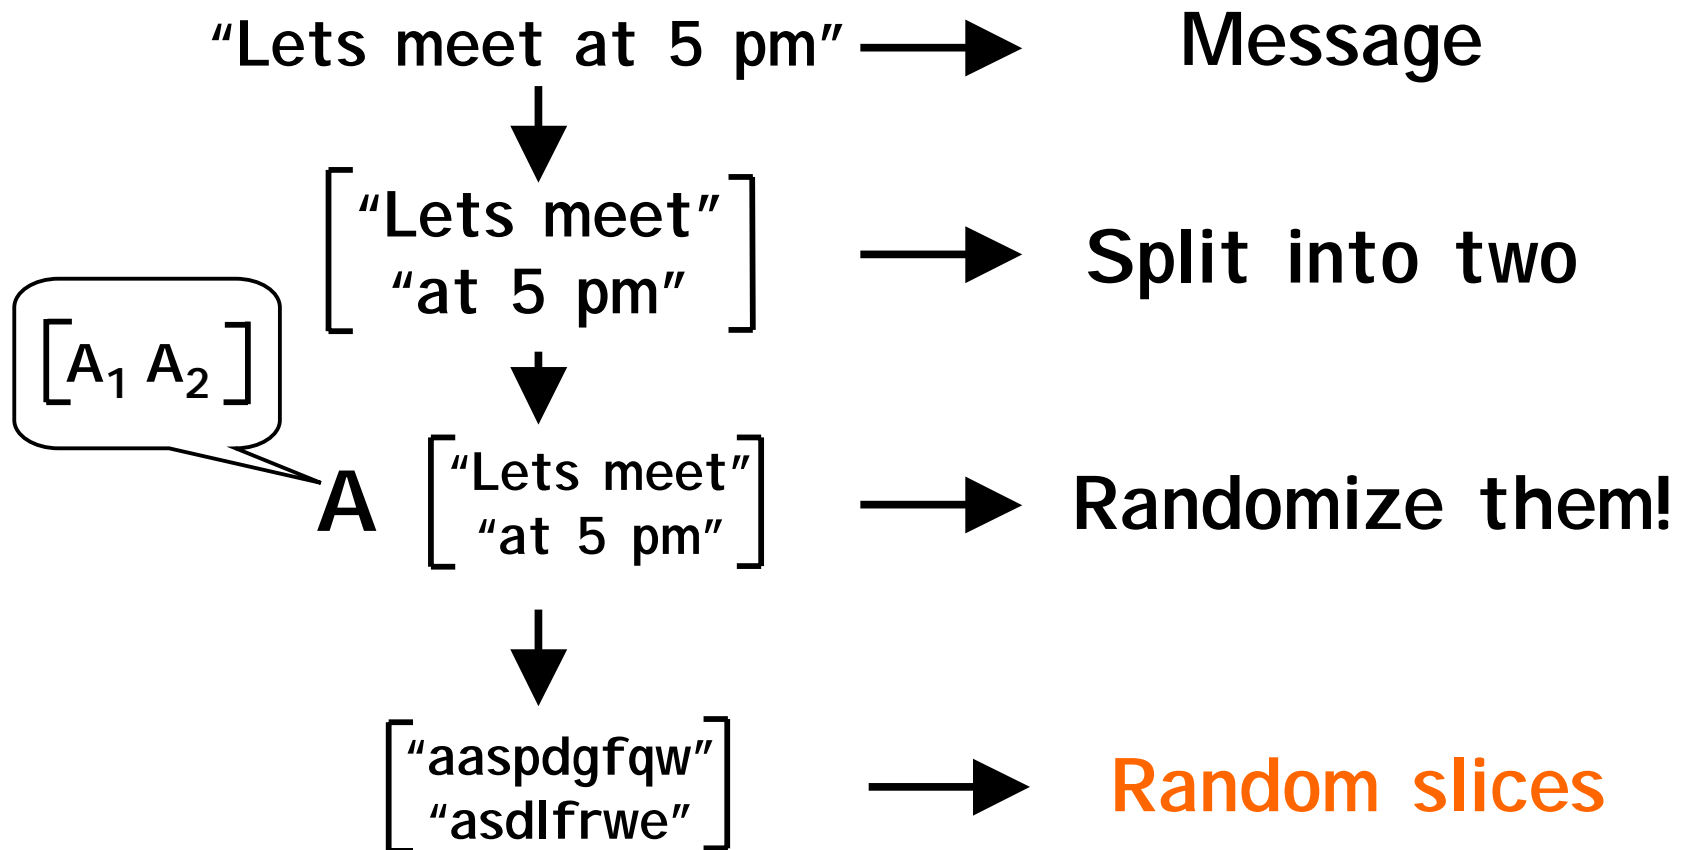 “Lets meet at 5 pm” Message
“Lets meet”
“at 5 pm”
Split into two
[A₁ A₂]
A
“Lets meet”
“at 5 pm”
Randomize them!
“aaspdgfqw”
“asdlfrwe”
Random slices